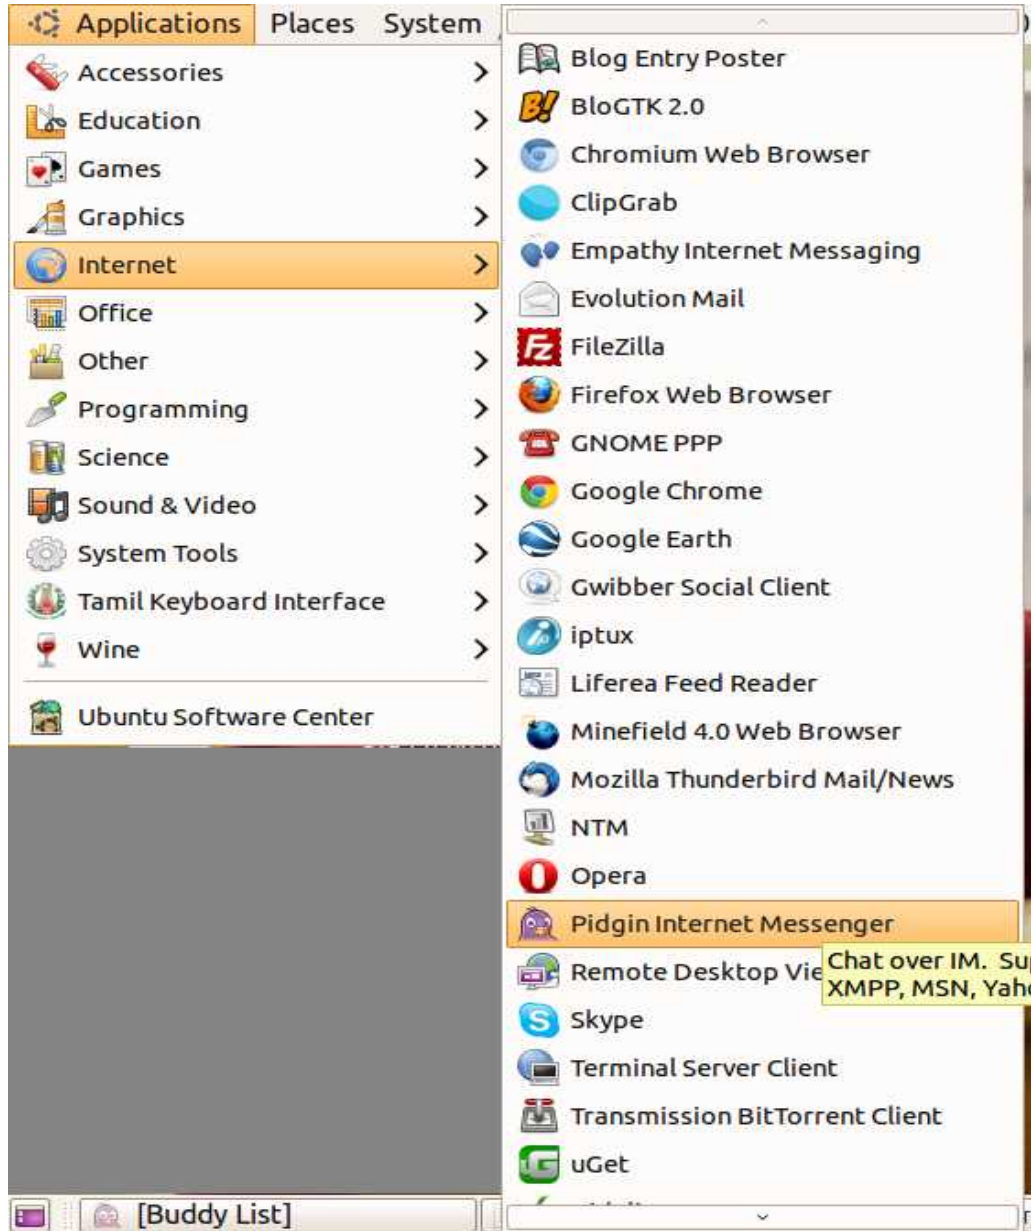 Applications Places System
Accessories
Education
Games
Graphics
Internet
Office
Other
Programming
Science
Sound & Video
System Tools
Tamil Keyboard Interface
Wine
Ubuntu Software Center
Blog Entry Poster
BloGTK 2.0
Chromium Web Browser
ClipGrab
Empathy Internet Messaging
Evolution Mail
FileZilla
Firefox Web Browser
GNOME PPP
Google Chrome
Google Earth
Gwibber Social Client
iptux
Liferea Feed Reader
Minefield 4.0 Web Browser
Mozilla Thunderbird Mail/News
NTM
Opera
Pidgin Internet Messenger
Remote Desktop Vie
Chat over IM. Su
XMPP, MSN, Yah
Skype
Terminal Server Client
Transmission BitTorrent Client
uGet
[Buddy List]